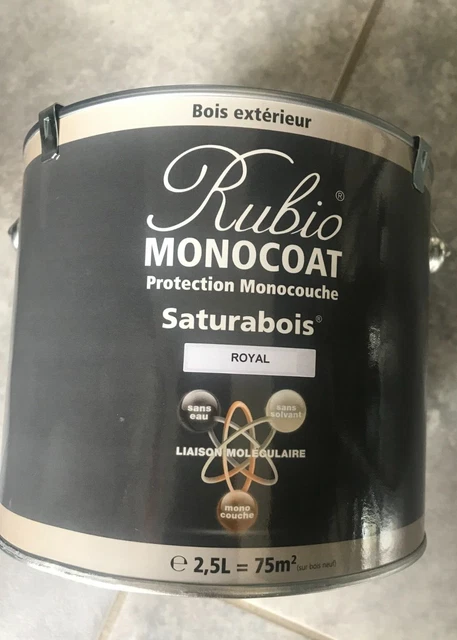 Bois extérieur
Rubio®
MONOCOAT
Protection Monocouche
Saturabois®
ROYAL
sans eau
sans solvant
LIAISON MOLÉCULAIRE
mono couche
℮ 2,5L = 75m² (sur bois neuf)